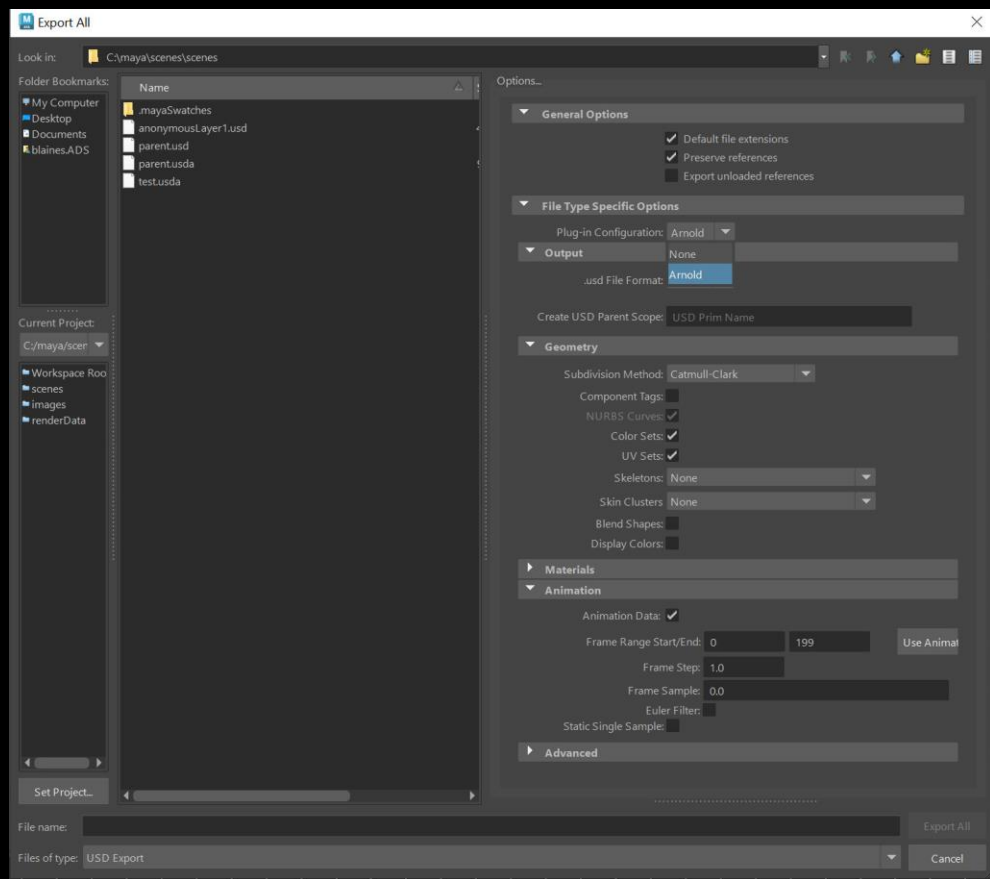 Export All
Look in: C:\maya\scenes\scenes
Folder Bookmarks:
My Computer
Desktop
Documents
blaines.ADS
Current Project:
C:/maya/scer
Workspace Roo
scenes
images
renderData
Set Project...
Name
.mayaSwatches
anonymousLayer1.usd
parent.usd
parent.usda
test.usda
Options...
General Options
Default file extensions
Preserve references
Export unloaded references
File Type Specific Options
Plug-in Configuration: Arnold
None
Arnold
Output
.usd File Format:
Create USD Parent Scope: USD Prim Name
Geometry
Subdivision Method: Catmull-Clark
Component Tags:
NURBS Curves:
Color Sets:
UV Sets:
Skeletons: None
Skin Clusters None
Blend Shapes:
Display Colors:
Materials
Animation
Animation Data:
Frame Range Start/End: 0 199 Use Animat
Frame Step: 1.0
Frame Sample: 0.0
Euler Filter:
Static Single Sample:
Advanced
File name: Export All
Files of type: USD Export Cancel